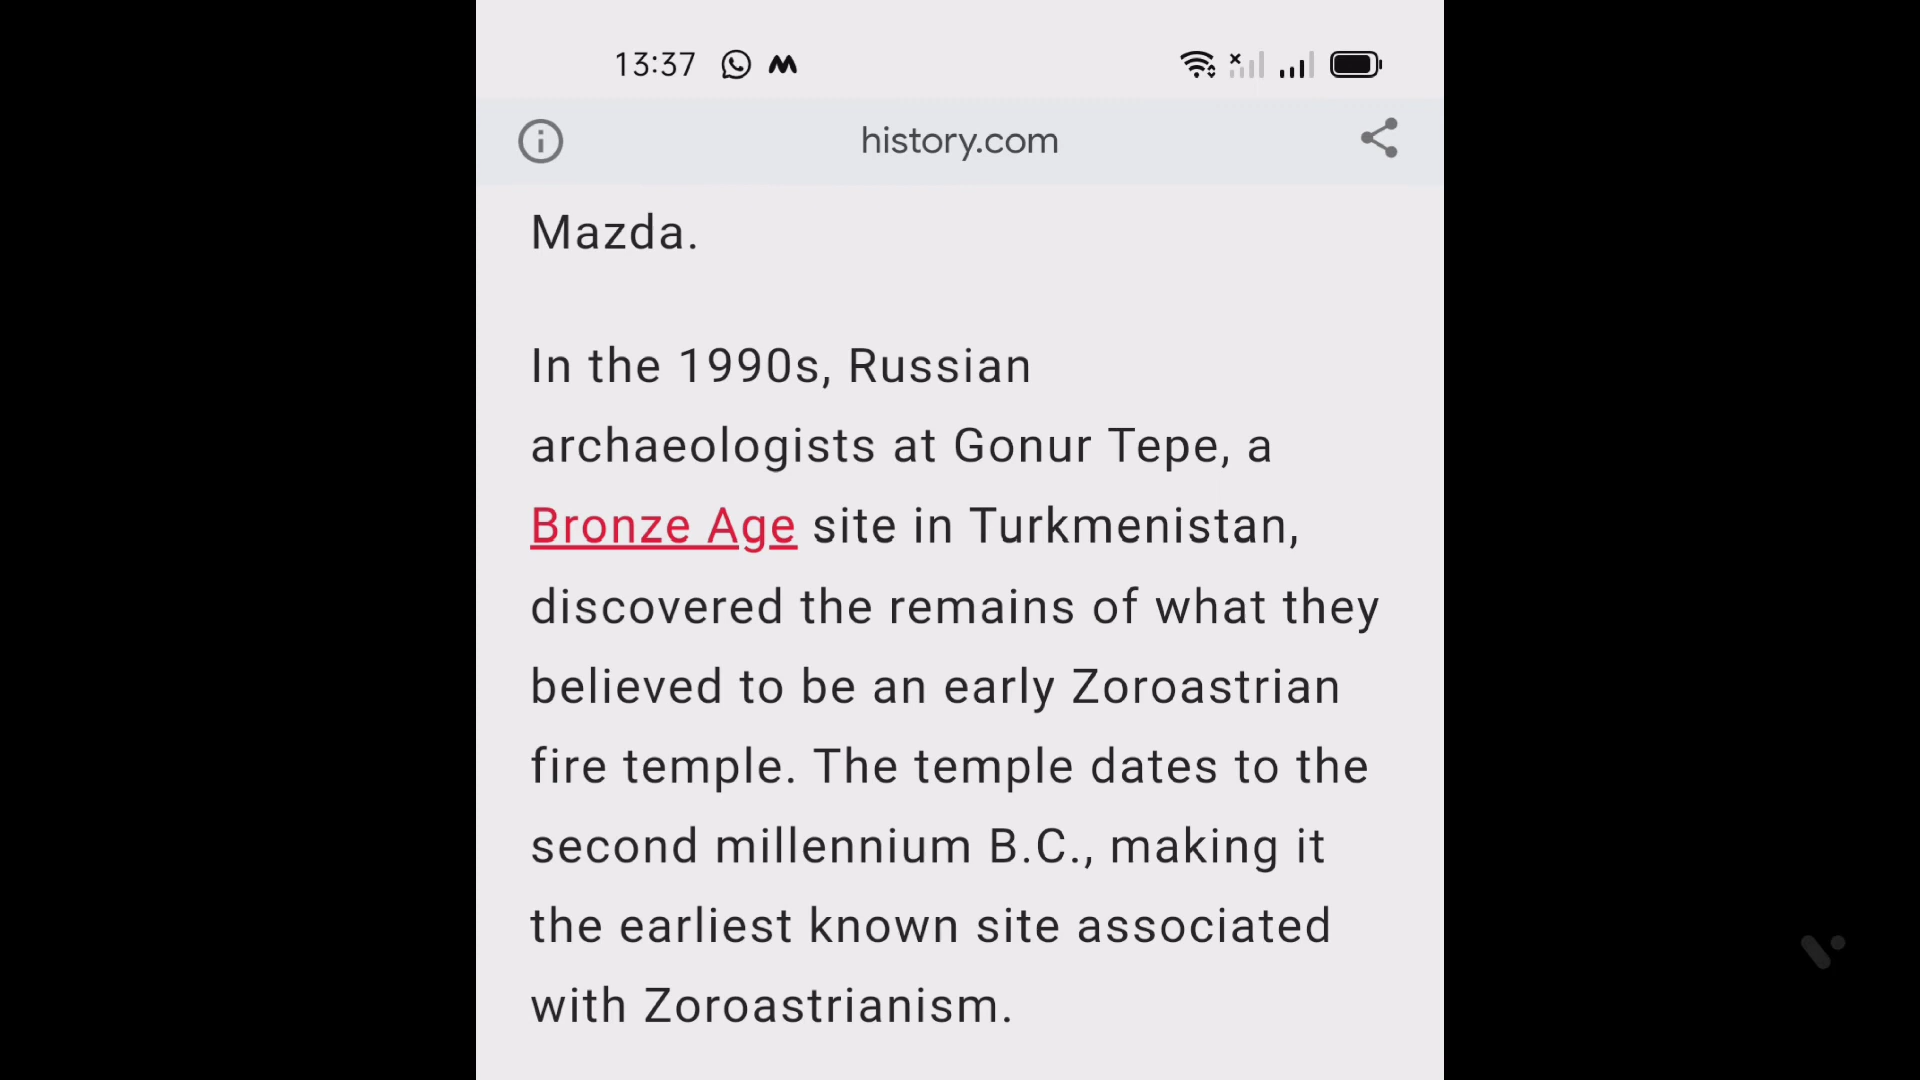 13:37
history.com
Mazda.
In the 1990s, Russian
archaeologists at Gonur Tepe, a
Bronze Age site in Turkmenistan,
discovered the remains of what they
believed to be an early Zoroastrian
fire temple. The temple dates to the
second millennium B.C., making it
the earliest known site associated
with Zoroastrianism.